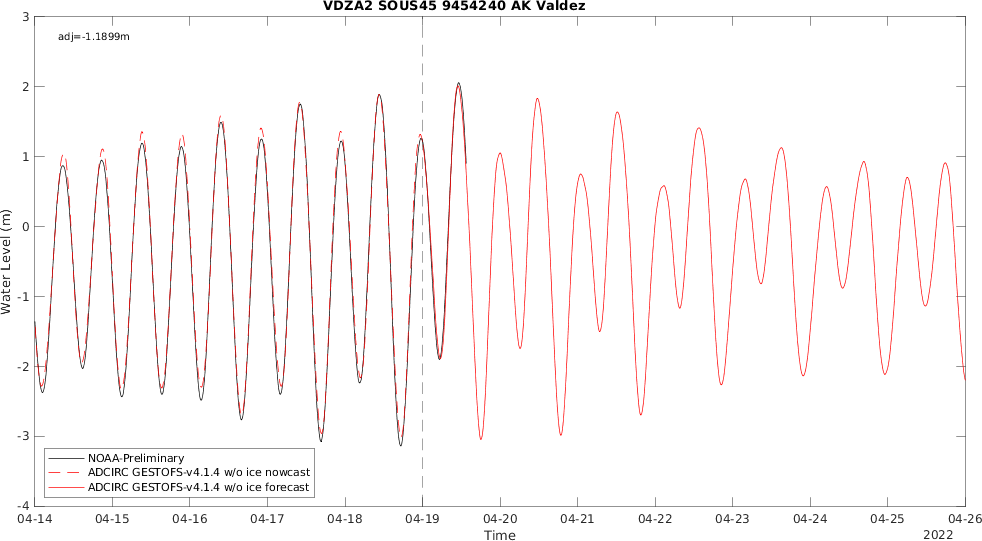 VDZA2 SOUS45 9454240 AK Valdez
adj=-1.1899m
3
2
1
0
-1
-2
-3
-4
Water Level (m)
NOAA-Preliminary
ADCIRC GESTOFS-v4.1.4 w/o ice nowcast
ADCIRC GESTOFS-v4.1.4 w/o ice forecast
04-14 04-15 04-16 04-17 04-18 04-19 04-20 04-21 04-22 04-23 04-24 04-25 04-26
Time
2022